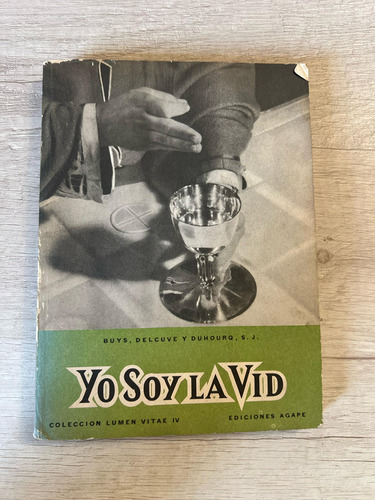 BUYS, DELCUVE Y DUHOURQ, S. J.
YO SOY LA VID
COLECCION LUMEN VITAE IV
EDICIONES AGAPE